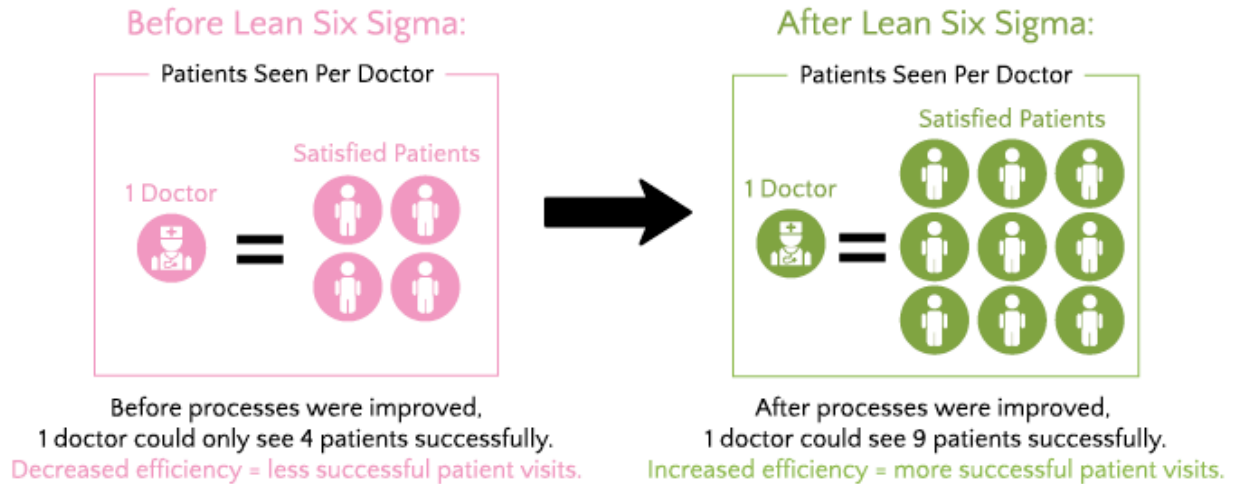 Before Lean Six Sigma:
Patients Seen Per Doctor
Satisfied Patients
1 Doctor
Before processes were improved,
1 doctor could only see 4 patients successfully.
Decreased efficiency = less successful patient visits.
After Lean Six Sigma:
Patients Seen Per Doctor
Satisfied Patients
1 Doctor
After processes were improved,
1 doctor could see 9 patients successfully.
Increased efficiency = more successful patient visits.